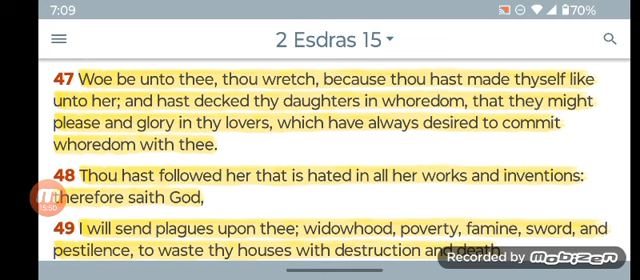 7:09
70%
2 Esdras 15
47 Woe be unto thee, thou wretch, because thou hast made thyself like
unto her; and hast decked thy daughters in whoredom, that they might
please and glory in thy lovers, which have always desired to commit
whoredom with thee.
48 Thou hast followed her that is hated in all her works and inventions:
therefore saith God,
49 I will send plagues upon thee; widowhood, poverty, famine, sword, and
pestilence, to waste thy houses with destruction and death.
M
15:50
Recorded by
mobizen